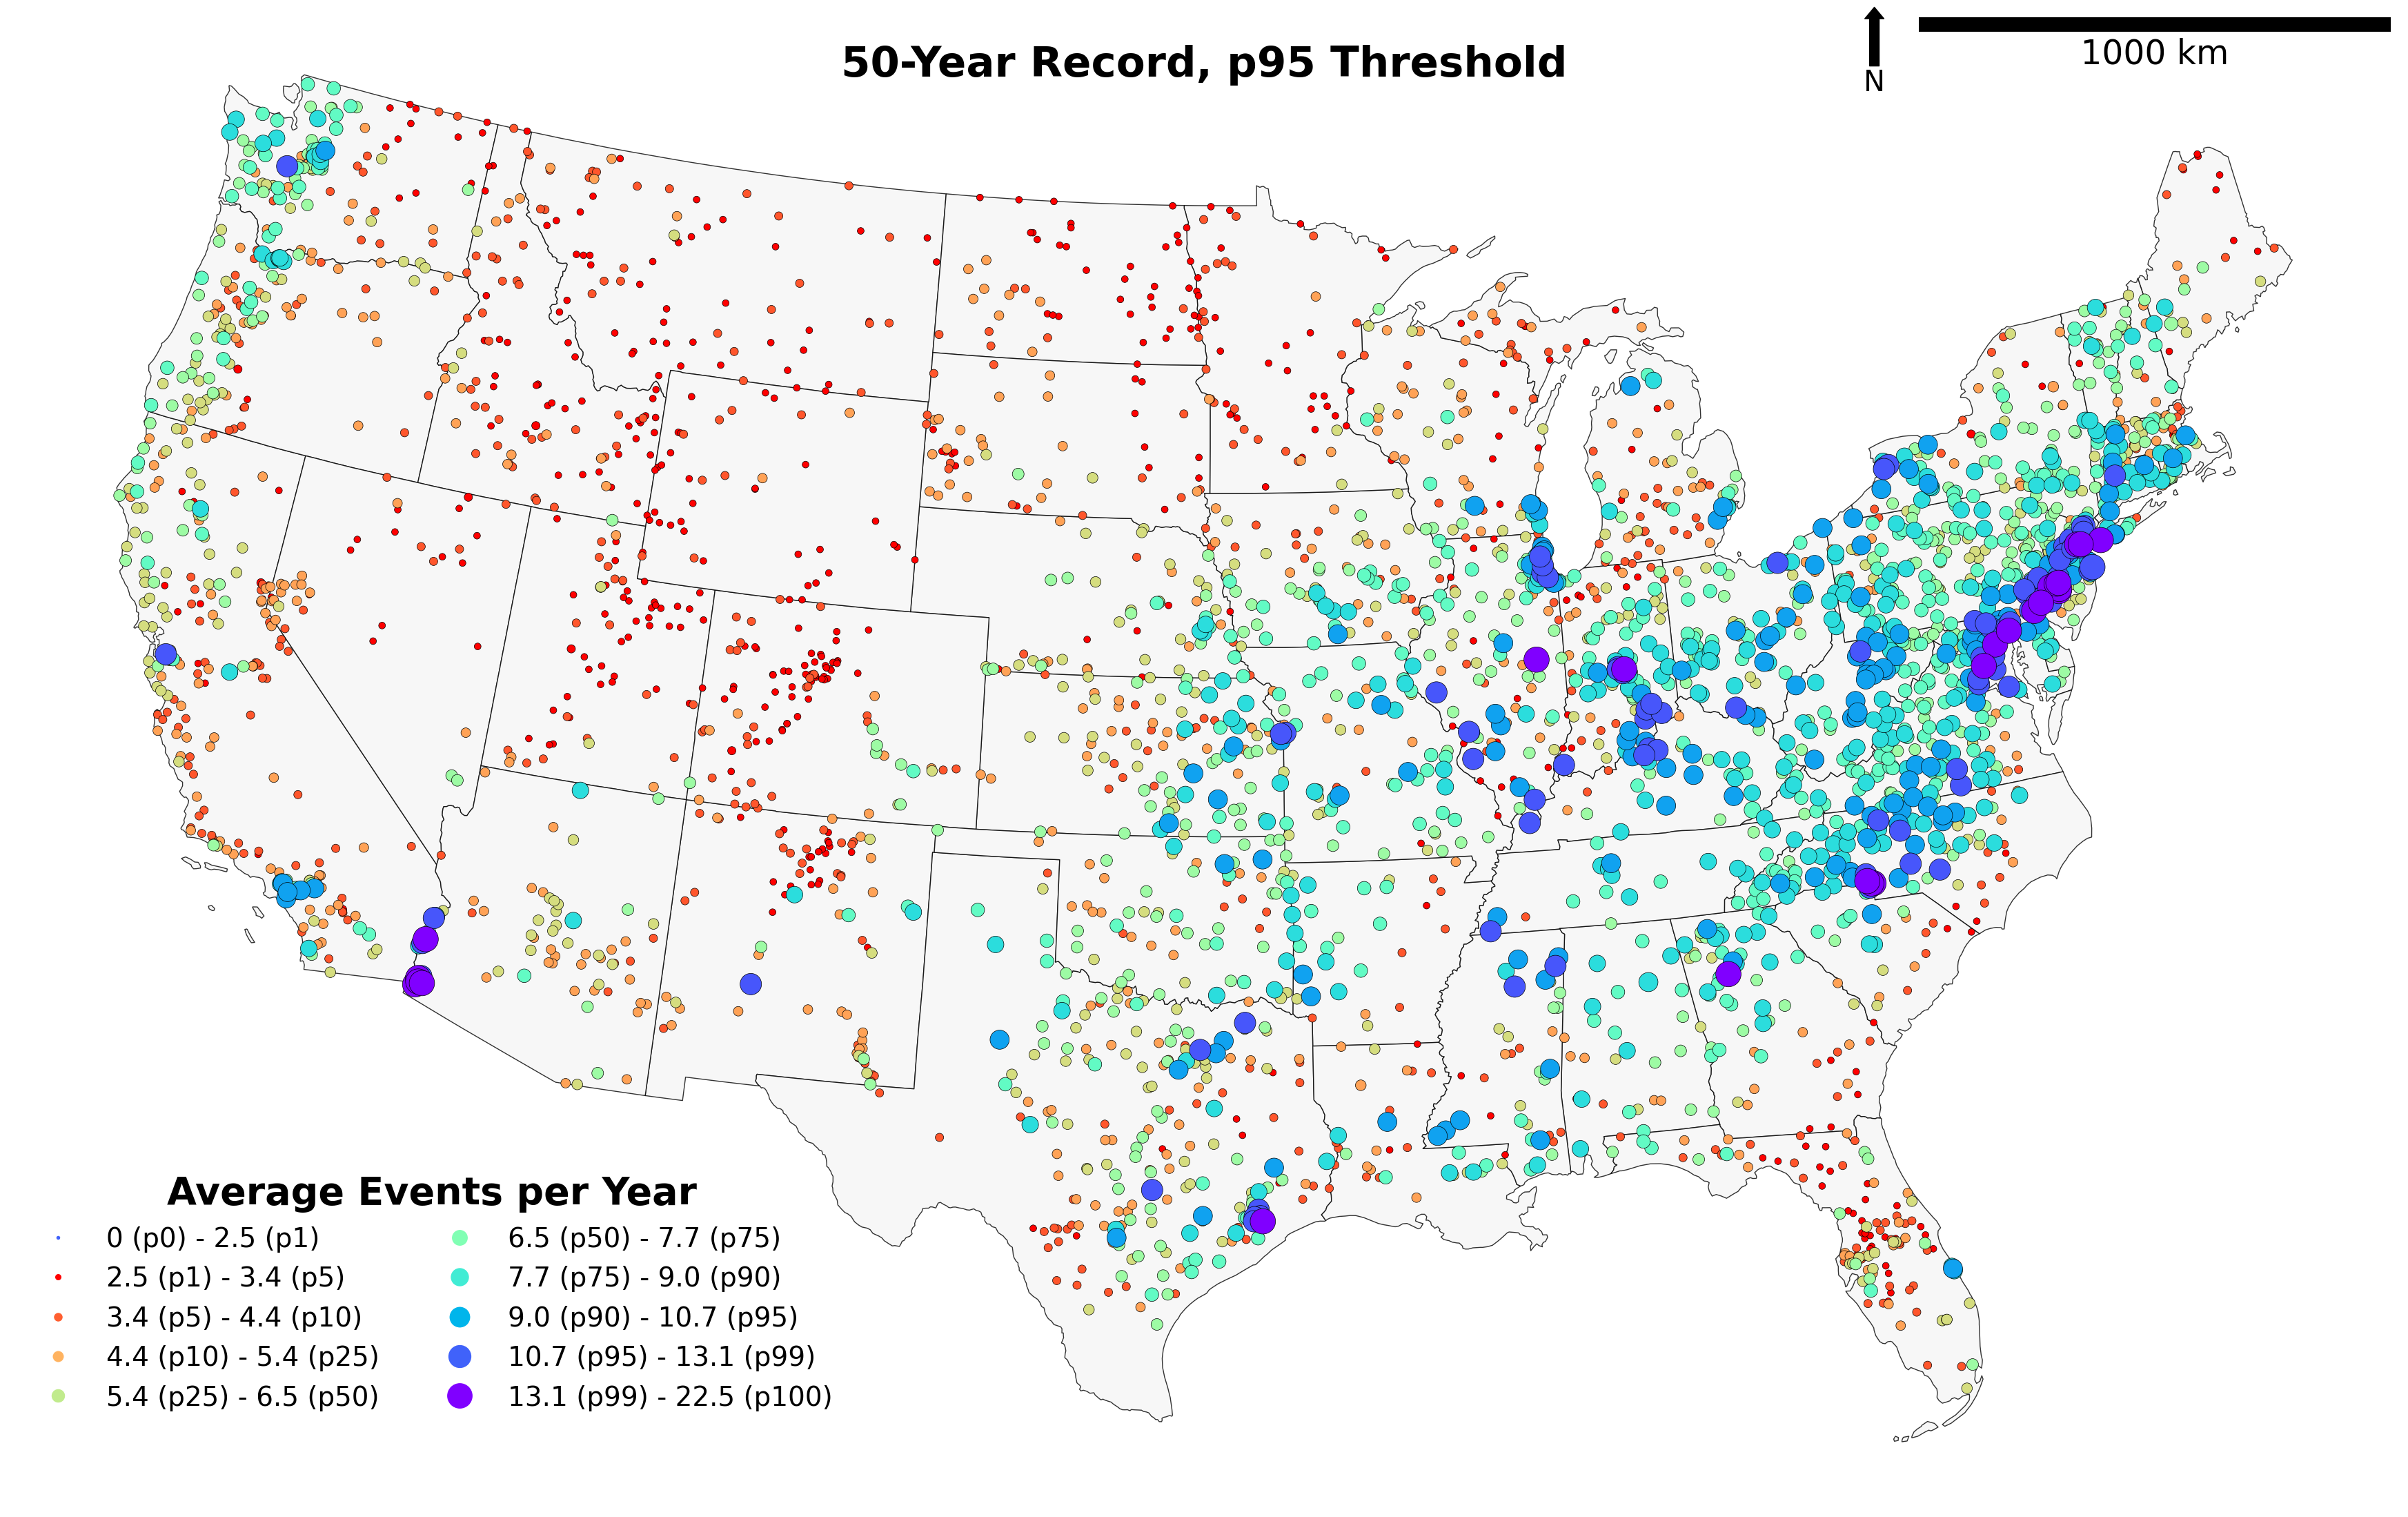 50-Year Record, p95 Threshold
N
1000 km
Average Events per Year
0 (p0) - 2.5 (p1)
2.5 (p1) - 3.4 (p5)
3.4 (p5) - 4.4 (p10)
4.4 (p10) - 5.4 (p25)
5.4 (p25) - 6.5 (p50)
6.5 (p50) - 7.7 (p75)
7.7 (p75) - 9.0 (p90)
9.0 (p90) - 10.7 (p95)
10.7 (p95) - 13.1 (p99)
13.1 (p99) - 22.5 (p100)